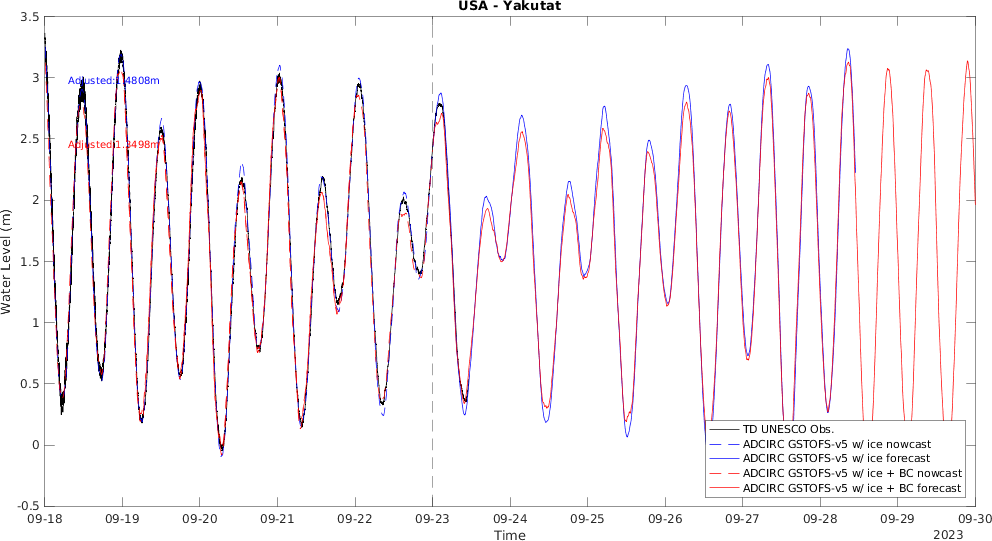 USA - Yakutat
3.5
3
2.5
2
1.5
1
0.5
0
-0.5
Water Level (m)
Adjusted:1.4808m
Adjusted:1.3498m
TD UNESCO Obs.
ADCIRC GSTOFS-v5 w/ ice nowcast
ADCIRC GSTOFS-v5 w/ ice forecast
ADCIRC GSTOFS-v5 w/ ice + BC nowcast
ADCIRC GSTOFS-v5 w/ ice + BC forecast
09-18 09-19 09-20 09-21 09-22 09-23 09-24 09-25 09-26 09-27 09-28 09-29 09-30
Time
2023